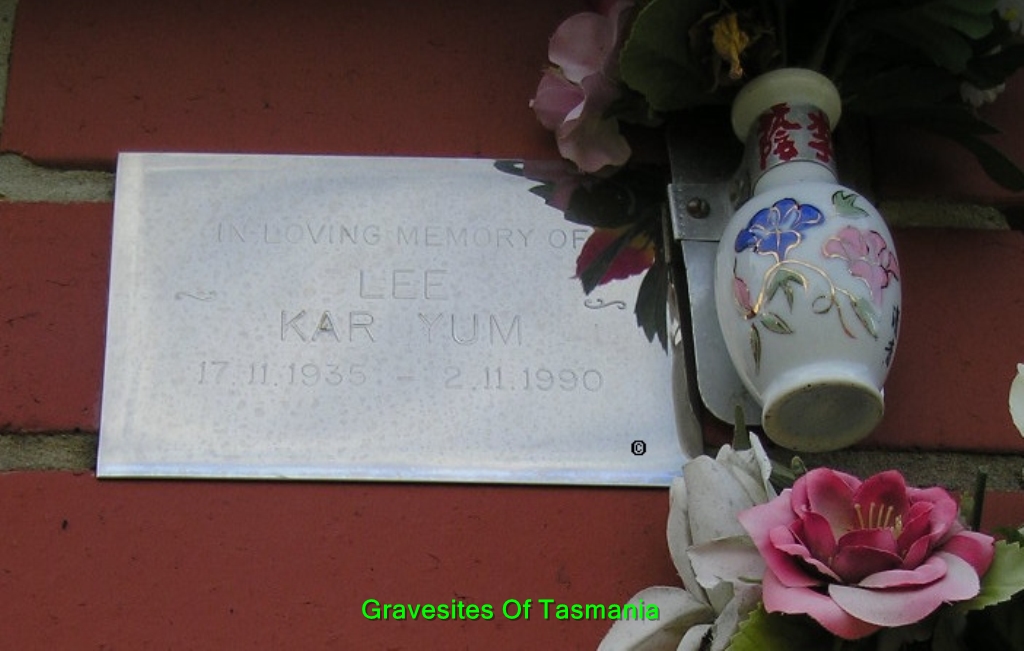 IN LOVING MEMORY OF
LEE
KAR YUM
17.11.1935 - 2.11.1990
©
Gravesites Of Tasmania